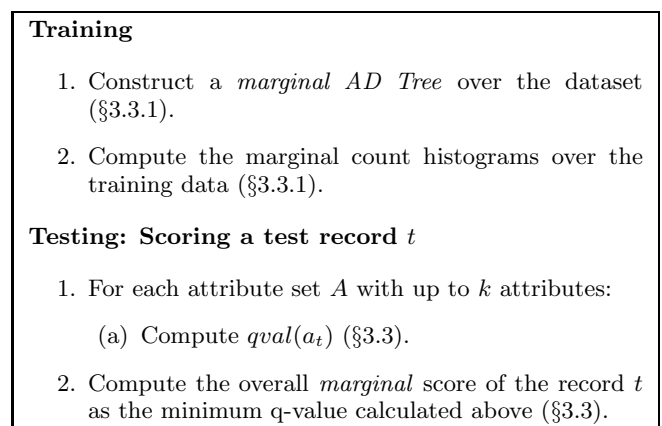 Training
1. Construct a marginal AD Tree over the dataset
(§3.3.1).
2. Compute the marginal count histograms over the
training data (§3.3.1).
Testing: Scoring a test record t
1. For each attribute set A with up to k attributes:
(a) Compute qval(aₜ) (§3.3).
2. Compute the overall marginal score of the record t
as the minimum q-value calculated above (§3.3).